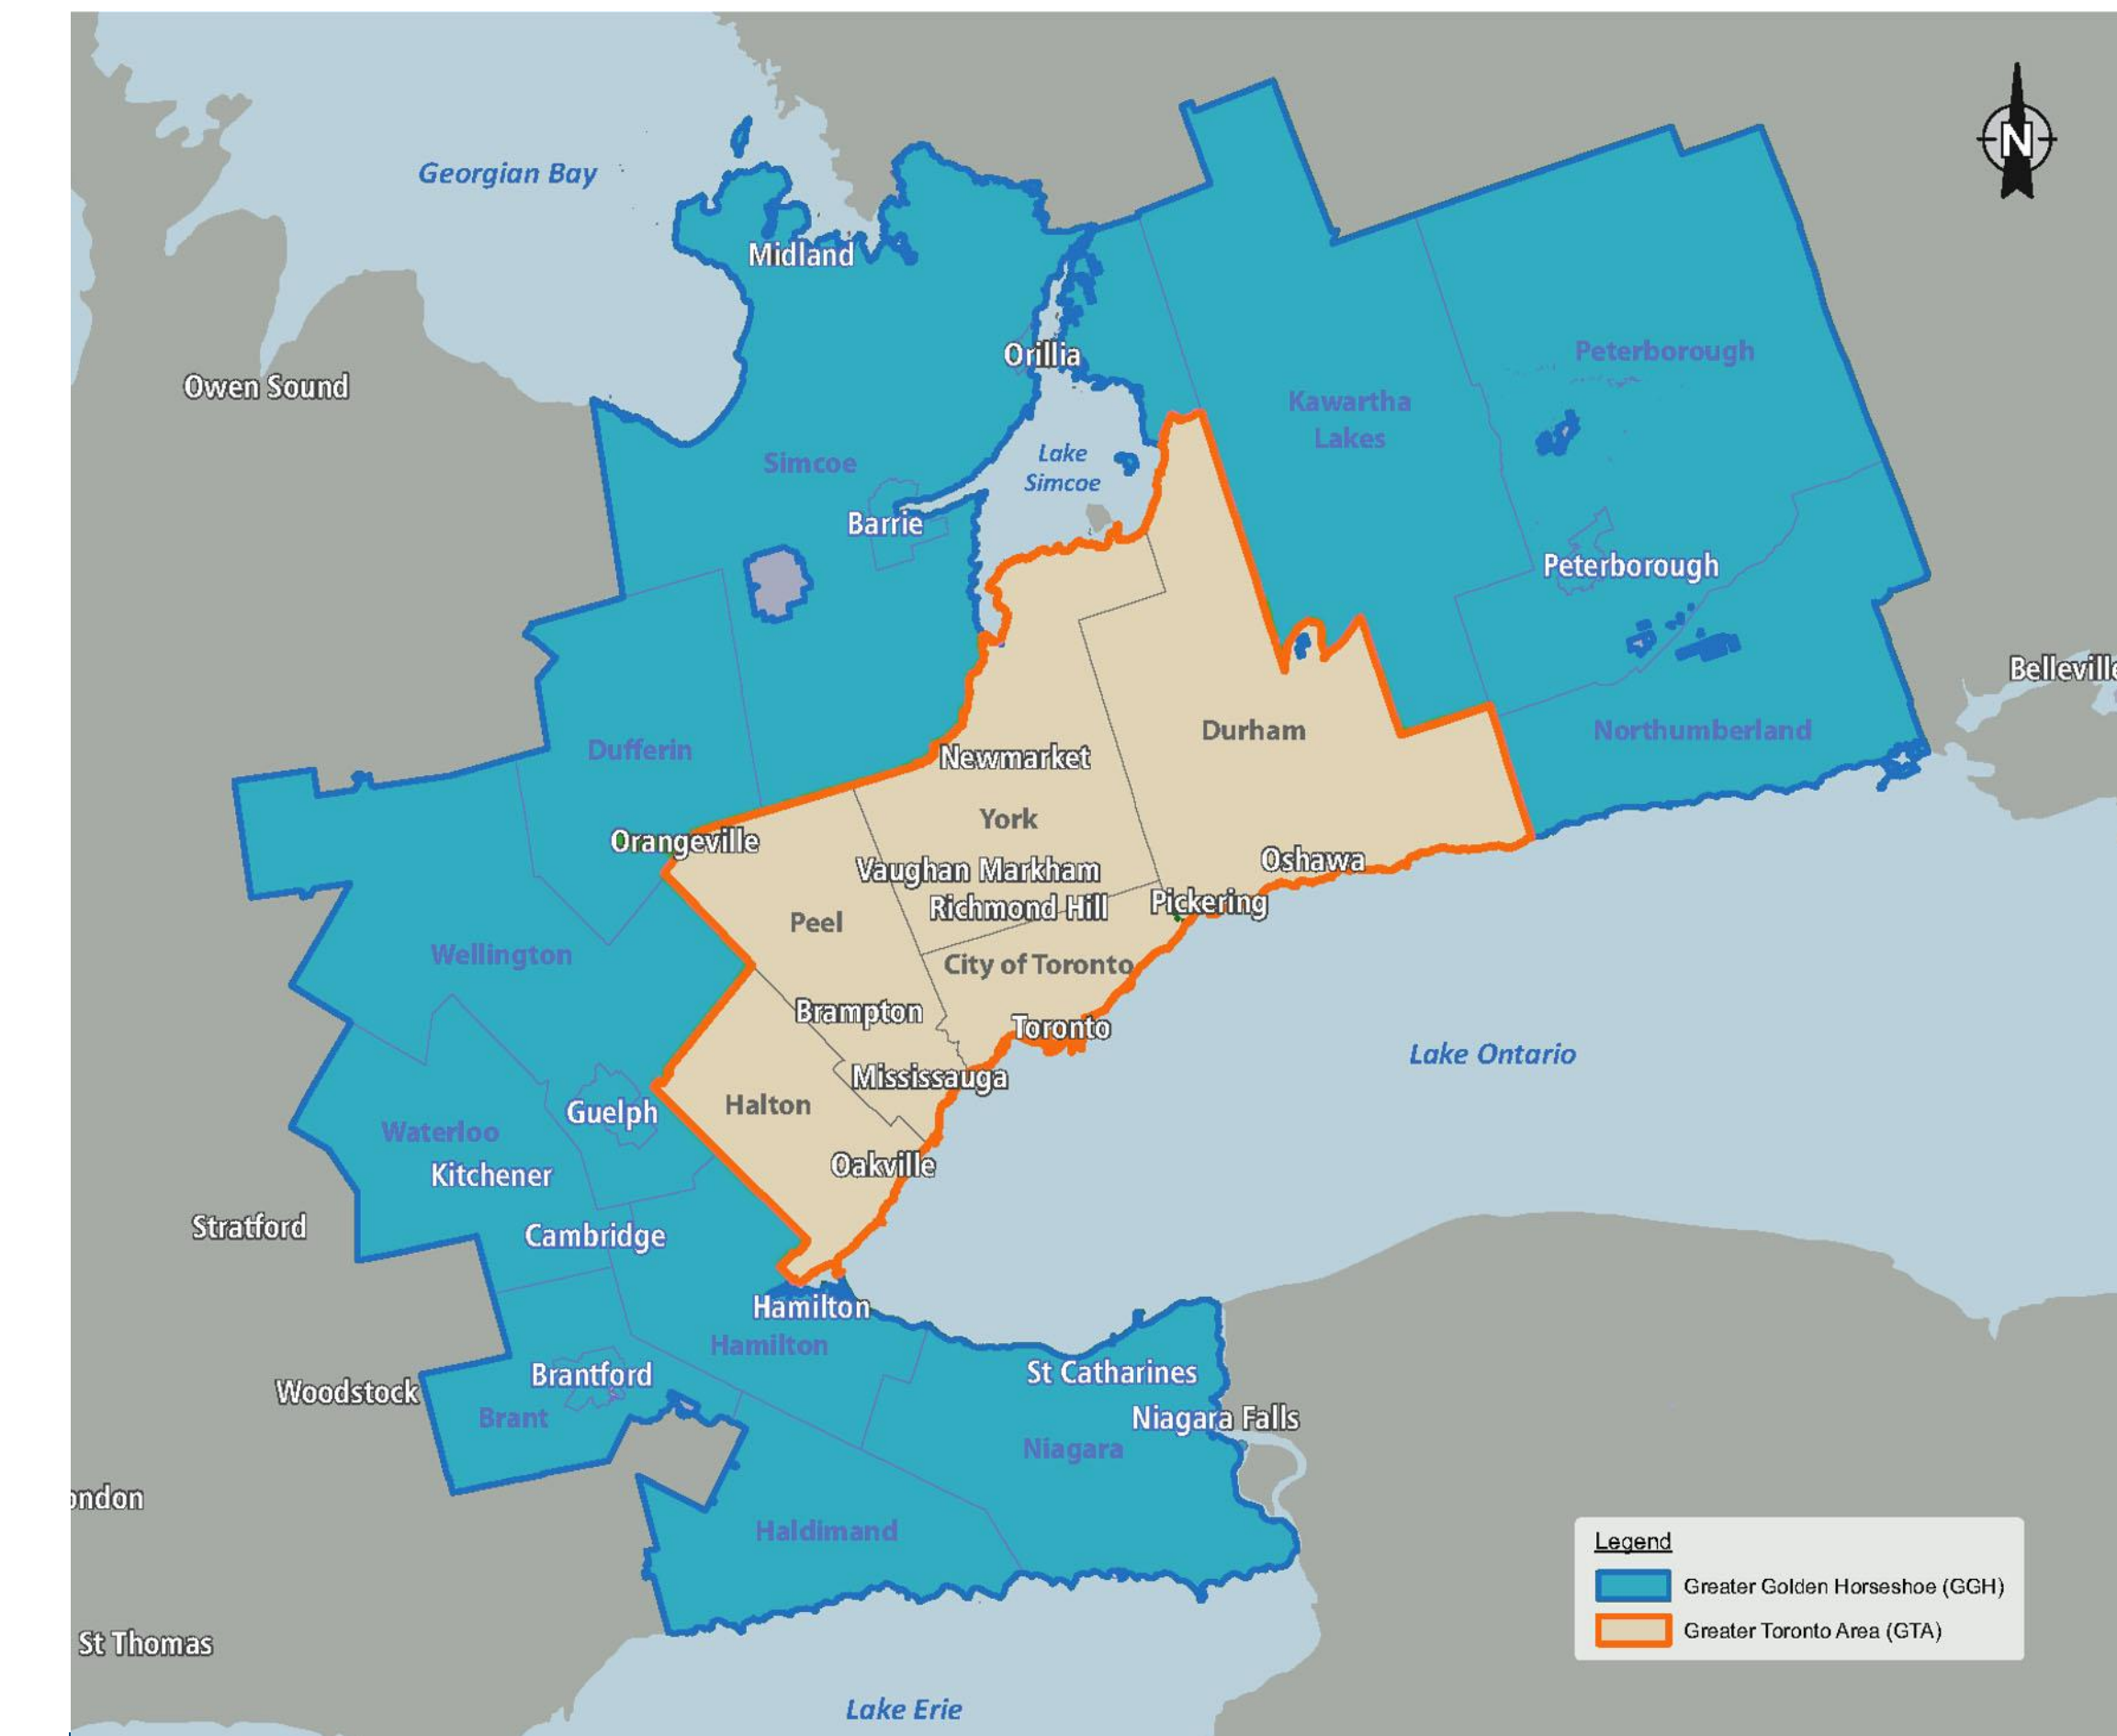 N
Georgian Bay
Midland
Orillia
Peterborough
Owen Sound
Kawartha
Lakes
Lake
Simcoe
Simcoe
Barrie
Peterborough
Belleville
Durham
Northumberland
Dufferin
Newmarket
York
Orangeville
Vaughan Markham
Oshawa
Richmond Hill
Pickering
Peel
Wellington
City of Toronto
Brampton
Toronto
Lake Ontario
Mississauga
Halton
Guelph
Waterloo
Kitchener
Oakville
Stratford
Cambridge
Hamilton
Hamilton
St Catharines
Brantford
Woodstock
Brant
Niagara Falls
Niagara
ondon
Haldimand
Legend
Greater Golden Horseshoe (GGH)
Greater Toronto Area (GTA)
St Thomas
Lake Erie